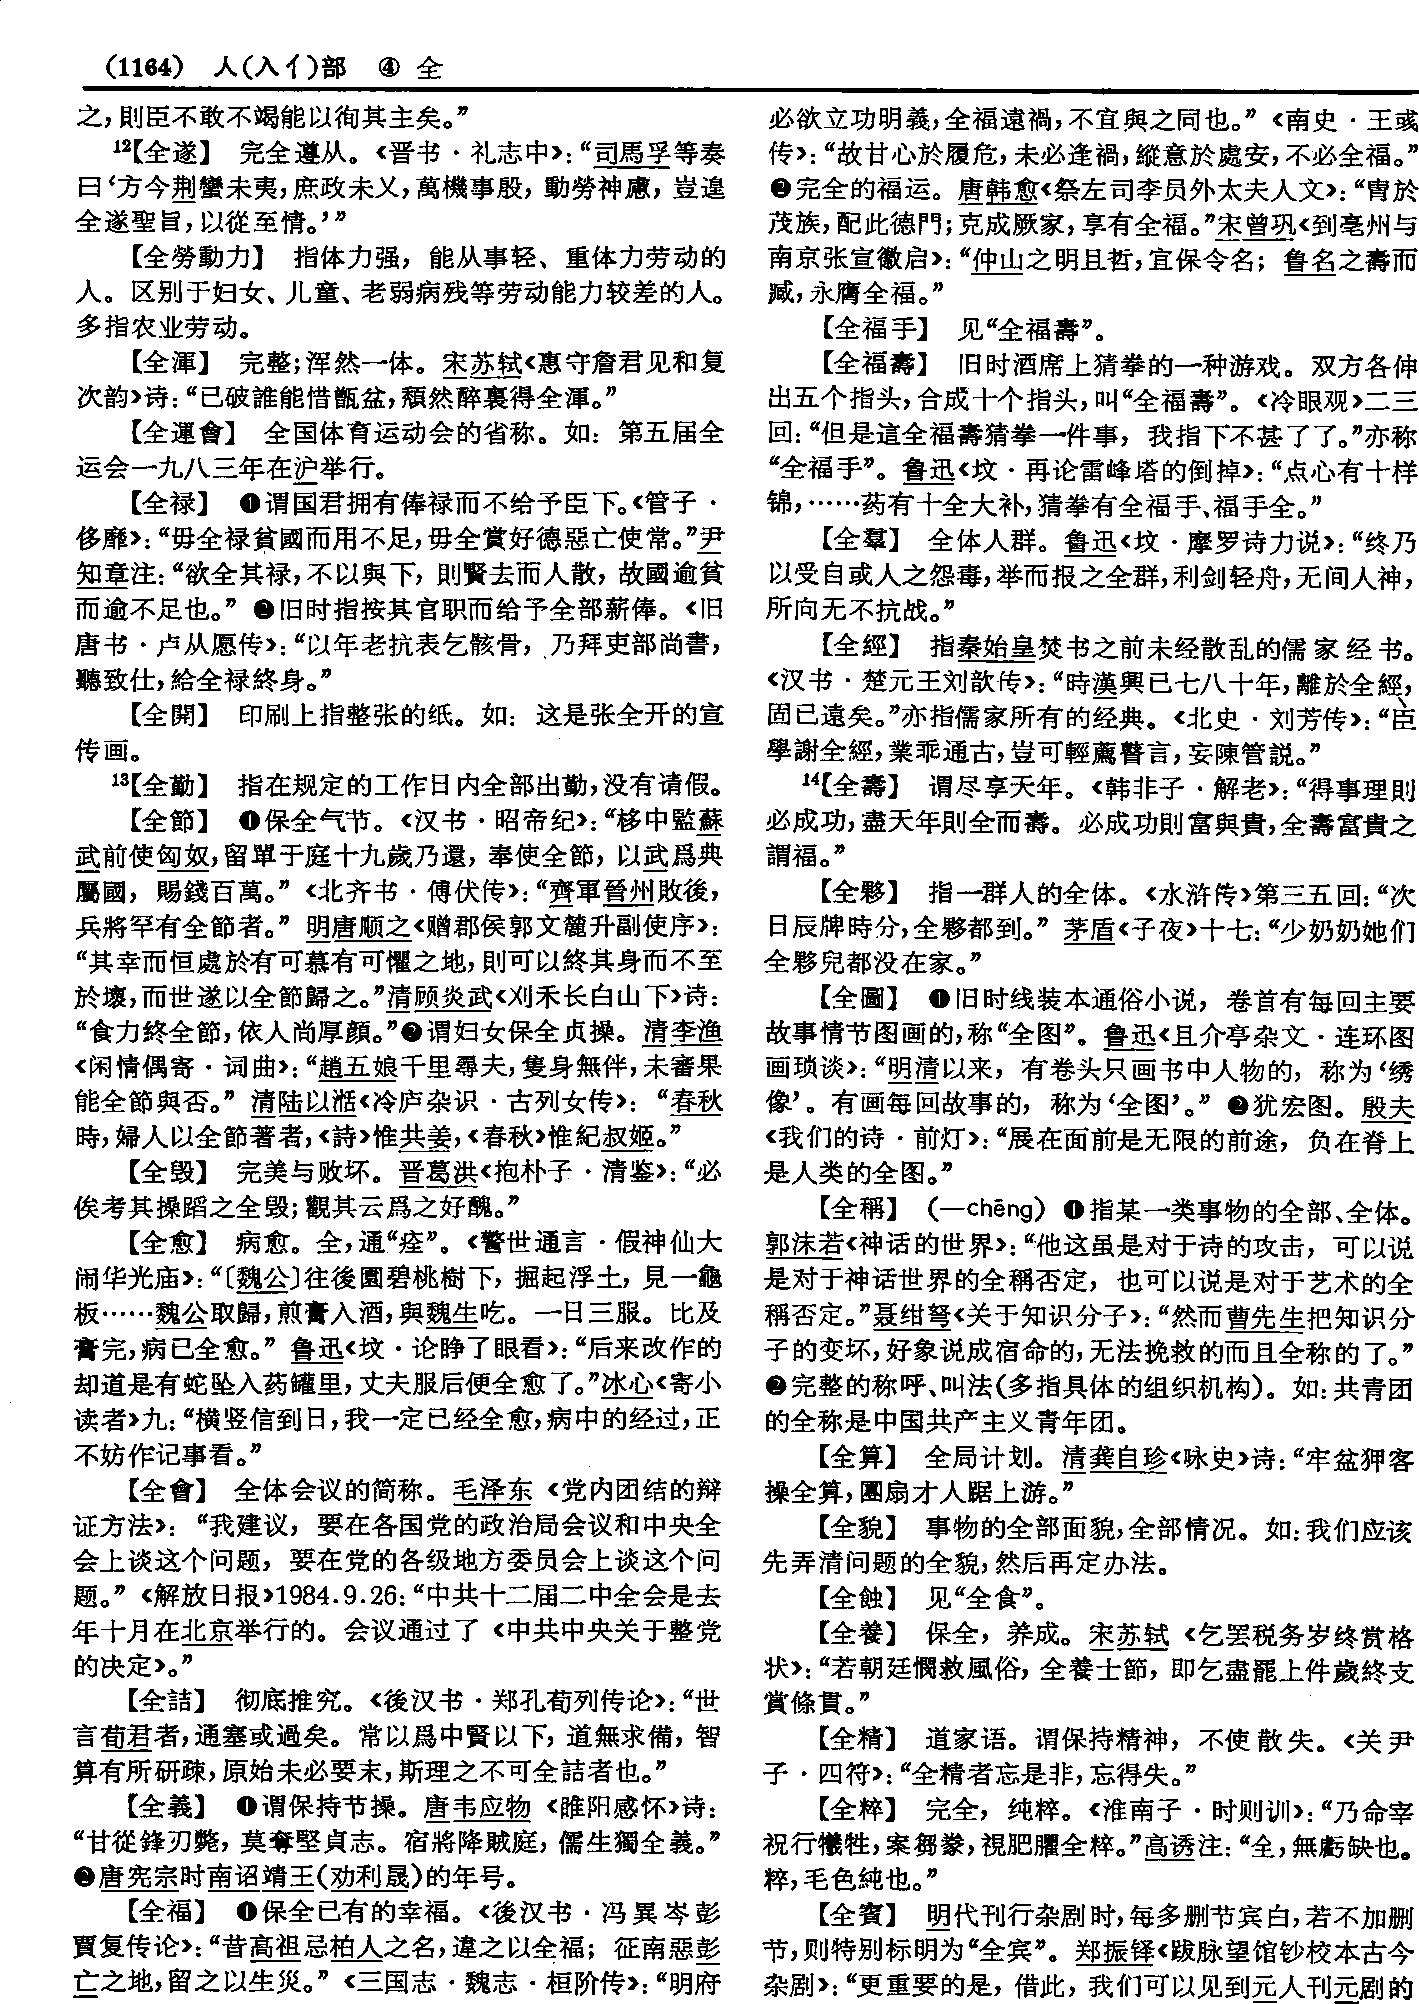 (1164) 人(入亻)部 ④ 全
之，則臣不敢不竭能以徇其主矣。”
¹²【全遂】 完全遵从。《晋书·礼志中》：“司馬孚等奏
曰‘方今荆蠻未夷，庶政未乂，萬機事殷，動勞神慮，豈遑
全遂聖旨，以從至情。’”
【全勞動力】 指体力强，能从事轻、重体力劳动的
人。区别于妇女、儿童、老弱病残等劳动能力较差的人。
多指农业劳动。
【全渾】 完整；浑然一体。宋苏轼《惠守詹君见和复
次韵》诗：“已破誰能惜甑盆，頹然醉裏得全渾。”
【全運會】 全国体育运动会的省称。如：第五届全
运会一九八三年在沪举行。
【全禄】 ❶谓国君拥有俸禄而不给予臣下。《管子·
侈靡》：“毋全禄貧國而用不足，毋全賞好德惡亡使常。”尹
知章注：“欲全其禄，不以與下，則賢去而人散，故國逾貧
而逾不足也。”❷旧时指按其官职而给予全部薪俸。《旧
唐书·卢从愿传》：“以年老抗表乞骸骨，乃拜吏部尚書，
聽致仕，給全禄終身。”
【全開】 印刷上指整张的纸。如：这是张全开的宣
传画。
¹³【全勤】 指在规定的工作日内全部出勤，没有请假。
【全節】 ❶保全气节。《汉书·昭帝纪》：“栘中監蘇
武前使匈奴，留單于庭十九歲乃還，奉使全節，以武爲典
屬國，賜錢百萬。”《北齐书·傅伏传》：“齊軍晉州敗後，
兵將罕有全節者。”明唐顺之《赠郡侯郭文麓升副使序》：
“其幸而恒處於有可慕有可懼之地，則可以終其身而不至
於壞，而世遂以全節歸之。”清顾炎武《刈禾长白山下》诗：
“食力終全節，依人尚厚顔。”❷谓妇女保全贞操。清李渔
《闲情偶寄·词曲》：“趙五娘千里尋夫，隻身無伴，未審果
能全節與否。”清陆以湉《冷庐杂识·古列女传》：“春秋
時，婦人以全節著者，《詩》惟共姜，《春秋》惟紀叔姬。”
【全毁】 完美与败坏。晋葛洪《抱朴子·清鉴》：“必
俟考其操蹈之全毁；觀其云爲之好醜。”
【全愈】 病愈。全，通“痊”。《警世通言·假神仙大
闹华光庙》：“〔魏公〕往後園碧桃樹下，掘起浮土，見一龜
板……魏公取歸，煎膏入酒，與魏生吃。一日三服。比及
膏完，病已全愈。”鲁迅《坟·论睁了眼看》：“后来改作的
却道是有蛇坠入药罐里，丈夫服后便全愈了。”冰心《寄小
读者》九：“横竖信到日，我一定已经全愈，病中的经过，正
不妨作记事看。”
【全會】 全体会议的简称。毛泽东《党内团结的辩
证方法》：“我建议，要在各国党的政治局会议和中央全
会上谈这个问题，要在党的各级地方委员会上谈这个问
题。”《解放日报》1984.9.26：“中共十二届二中全会是去
年十月在北京举行的。会议通过了《中共中央关于整党
的决定》。”
【全詰】 彻底推究。《後汉书·郑孔荀列传论》：“世
言荀君者，通塞或過矣。常以爲中賢以下，道無求備，智
算有所研疎，原始未必要末，斯理之不可全詰者也。”
【全義】 ❶谓保持节操。唐韦应物《睢阳感怀》诗：
“甘從鋒刃斃，莫奪堅貞志。宿將降賊庭，儒生獨全義。”
❷唐宪宗时南诏靖王(劝利晟)的年号。
【全福】 ❶保全已有的幸福。《後汉书·冯異岑彭
賈复传论》：“昔高祖忌柏人之名，違之以全福；征南惡彭
亡之地，留之以生災。”《三国志·魏志·桓阶传》：“明府
必欲立功明義，全福遠禍，不宜與之同也。”《南史·王彧
传》：“故甘心於履危，未必逢禍，縱意於處安，不必全福。”
❷完全的福运。唐韩愈《祭左司李员外太夫人文》：“胄於
茂族，配此德門；克成厥家，享有全福。”宋曾巩《到亳州与
南京张宣徽启》：“仲山之明且哲，宜保令名；鲁名之壽而
臧，永膺全福。”
【全福手】 见“全福壽”。
【全福壽】 旧时酒席上猜拳的一种游戏。双方各伸
出五个指头，合成十个指头，叫“全福壽”。《冷眼观》二三
回：“但是這全福壽猜拳一件事，我指下不甚了了。”亦称
“全福手”。鲁迅《坟·再论雷峰塔的倒掉》：“点心有十样
锦，……药有十全大补，猜拳有全福手、福手全。”
【全羣】 全体人群。鲁迅《坟·摩罗诗力说》：“终乃
以受自或人之怨毒，举而报之全群，利剑轻舟，无间人神，
所向无不抗战。”
【全經】 指秦始皇焚书之前未经散乱的儒家经书。
《汉书·楚元王刘歆传》：“時漢興已七八十年，離於全經，
固已遠矣。”亦指儒家所有的经典。《北史·刘芳传》：“臣
學謝全經，業乖通古，豈可輕薦瞽言，妄陳管説。”
¹⁴【全壽】 谓尽享天年。《韩非子·解老》：“得事理則
必成功，盡天年則全而壽。必成功則富與貴，全壽富貴之
謂福。”
【全夥】 指一群人的全体。《水浒传》第三五回：“次
日辰牌時分，全夥都到。”茅盾《子夜》十七：“少奶奶她们
全夥兒都没在家。”
【全圖】 ❶旧时线装本通俗小说，卷首有每回主要
故事情节图画的，称“全图”。鲁迅《且介亭杂文·连环图
画琐谈》：“明清以来，有卷头只画书中人物的，称为‘绣
像’。有画每回故事的，称为‘全图’。”❷犹宏图。殷夫
《我们的诗·前灯》：“展在面前是无限的前途，负在脊上
是人类的全图。”
【全稱】 (—chēng) ❶指某一类事物的全部、全体。
郭沫若《神话的世界》：“他这虽是对于诗的攻击，可以说
是对于神话世界的全稱否定，也可以说是对于艺术的全
稱否定。”聂绀弩《关于知识分子》：“然而曹先生把知识分
子的变坏，好象说成宿命的，无法挽救的而且全称的了。”
❷完整的称呼、叫法(多指具体的组织机构)。如：共青团
的全称是中国共产主义青年团。
【全算】 全局计划。清龚自珍《咏史》诗：“牢盆狎客
操全算，團扇才人踞上游。”
【全貌】 事物的全部面貌，全部情况。如：我们应该
先弄清问题的全貌，然后再定办法。
【全蝕】 见“全食”。
【全養】 保全，养成。宋苏轼《乞罢税务岁终赏格
状》：“若朝廷憫救風俗，全養士節，即乞盡罷上件歲終支
賞條貫。”
【全精】 道家语。谓保持精神，不使散失。《关尹
子·四符》：“全精者忘是非，忘得失。”
【全粹】 完全，纯粹。《淮南子·时则训》：“乃命宰
祝行犧牲，案芻豢，視肥臞全粹。”高诱注：“全，無虧缺也。
粹，毛色純也。”
【全賓】 明代刊行杂剧时，每多删节宾白，若不加删
节，则特别标明为“全宾”。郑振铎《跋脉望馆钞校本古今
杂剧》：“更重要的是，借此，我们可以见到元人刊元剧的